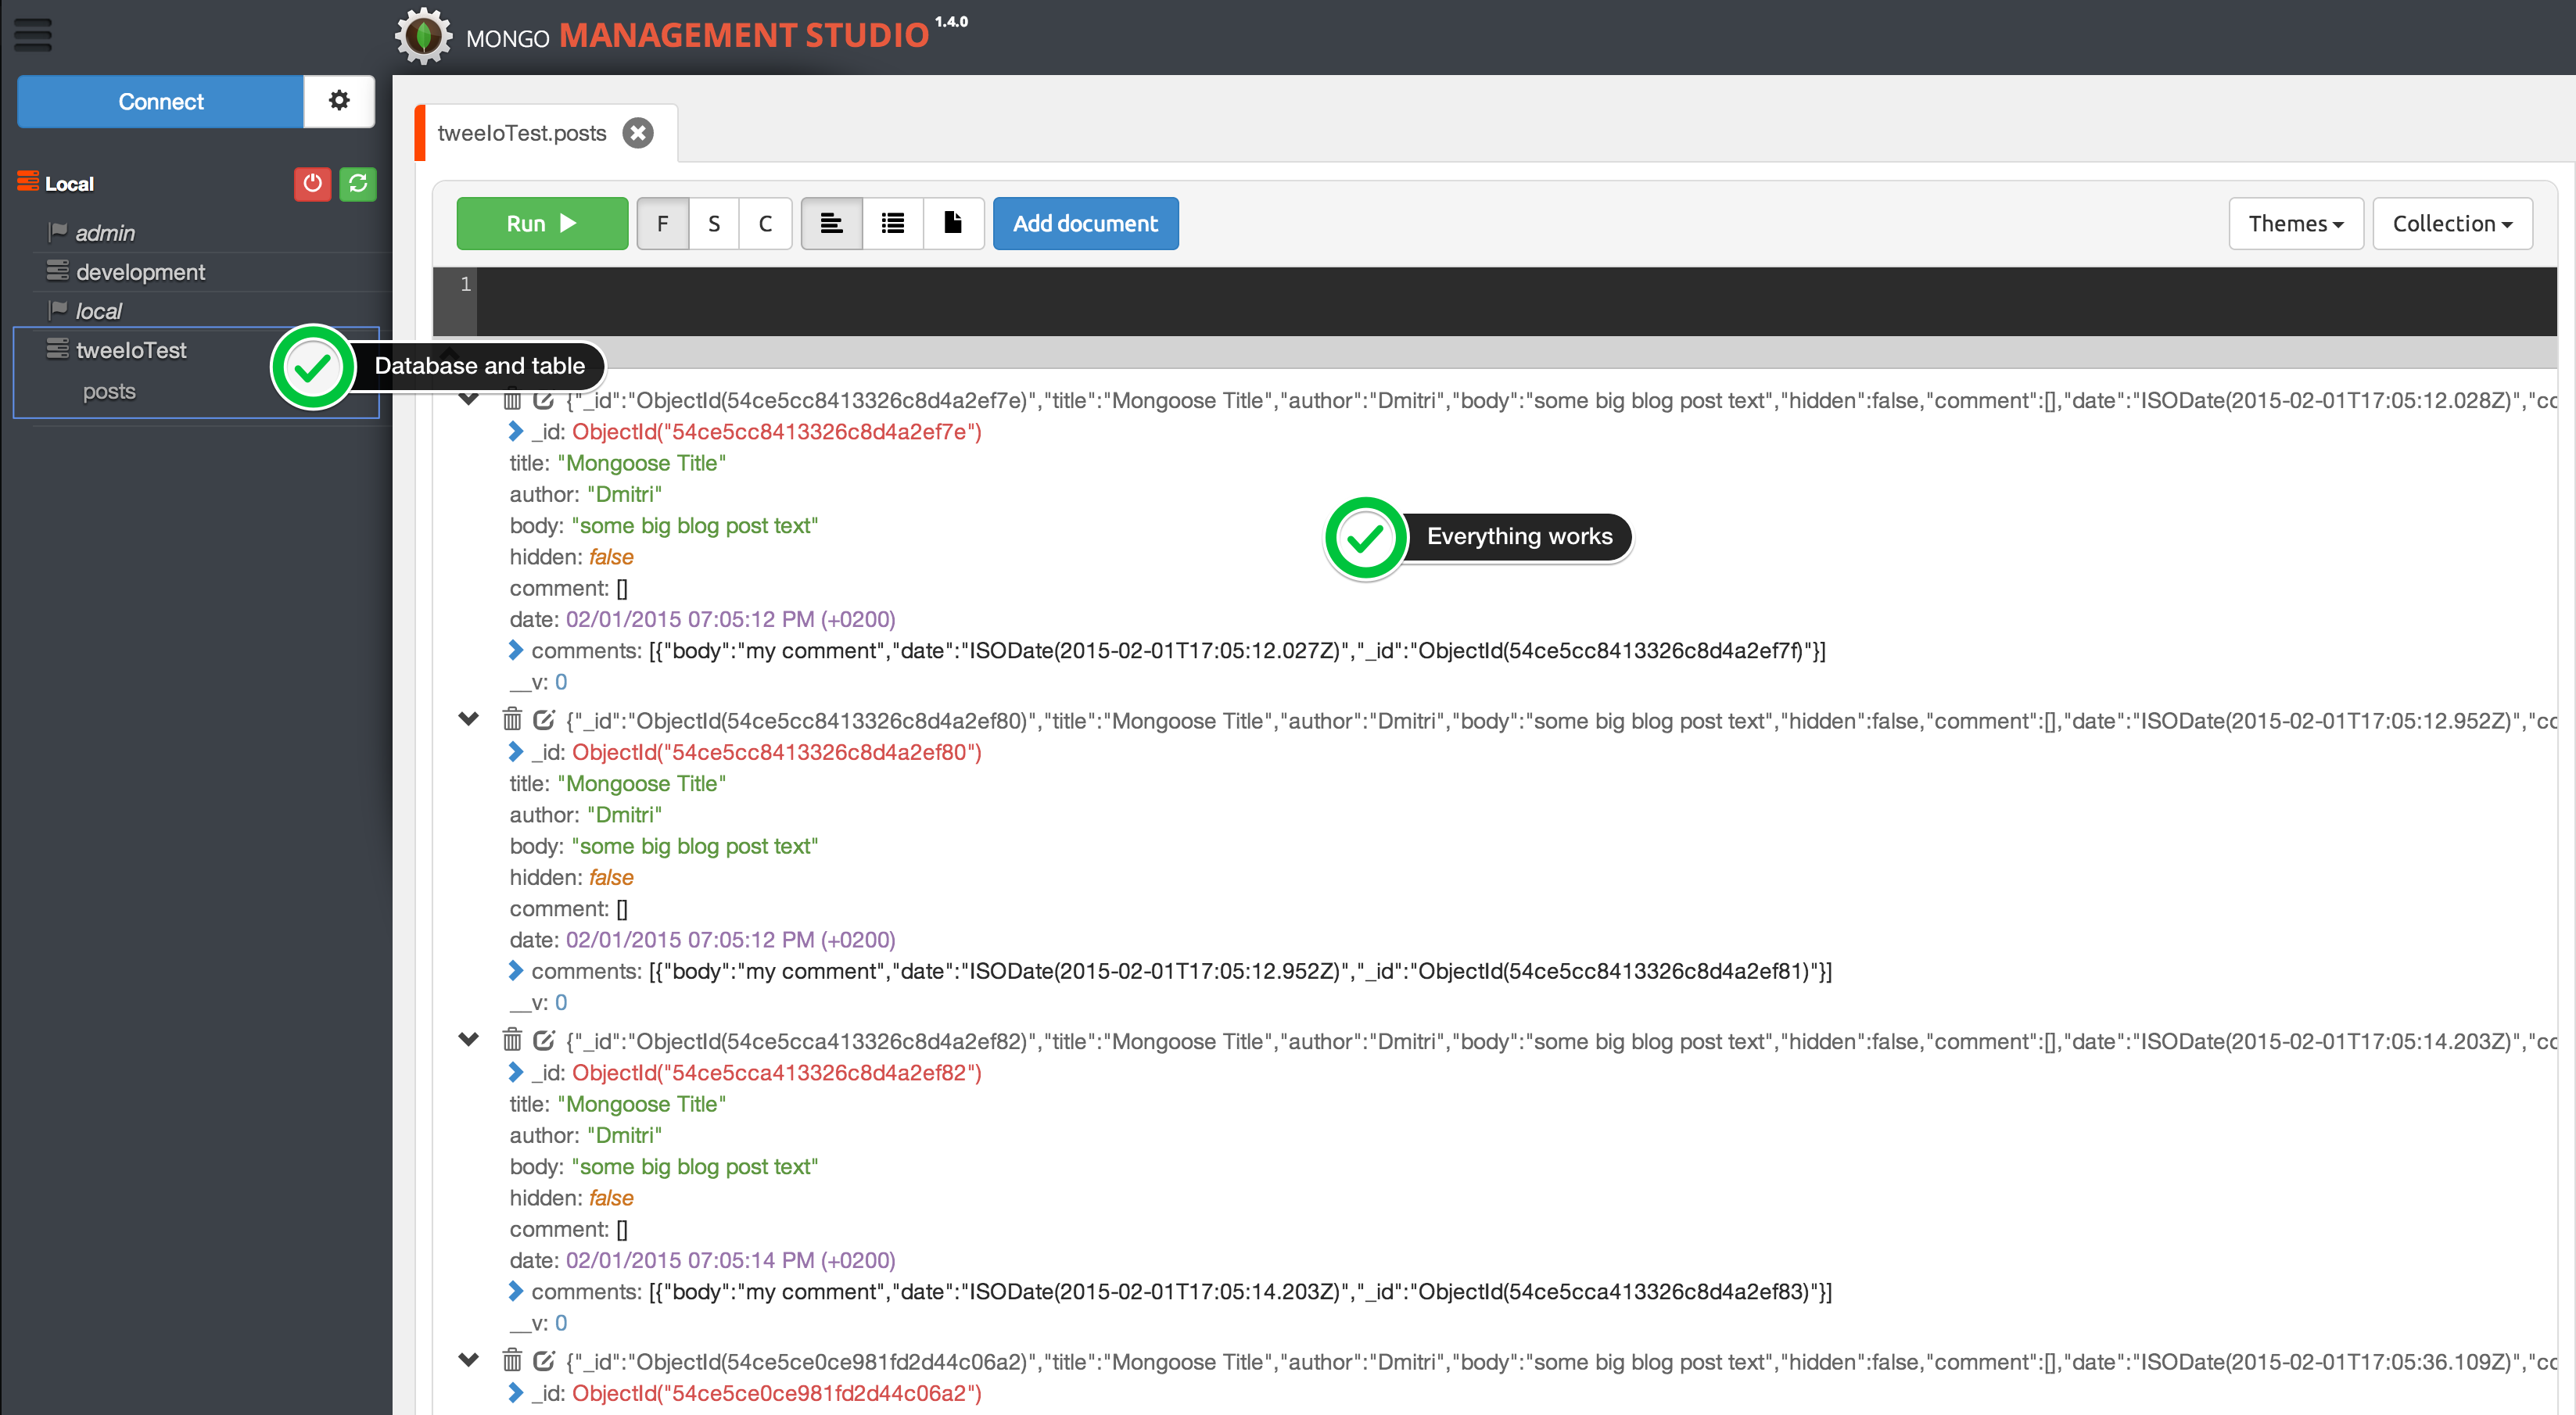 MONGO MANAGEMENT STUDIO 1.4.0
Connect
tweeIoTest.posts
Local
admin
development
local
tweeIoTest
posts
Database and table
Run F S C Add document Themes Collection
1
{"_id":"ObjectId(54ce5cc8413326c8d4a2ef7e)","title":"Mongoose Title","author":"Dmitri","body":"some big blog post text","hidden":false,"comment":[],"date":"ISODate(2015-02-01T17:05:12.028Z)","cc
_id: ObjectId("54ce5cc8413326c8d4a2ef7e")
title: "Mongoose Title"
author: "Dmitri"
body: "some big blog post text"
Everything works
hidden: false
comment: []
date: 02/01/2015 07:05:12 PM (+0200)
comments: [{"body":"my comment","date":"ISODate(2015-02-01T17:05:12.027Z)","_id":"ObjectId(54ce5cc8413326c8d4a2ef7f)"}]
__v: 0
{"_id":"ObjectId(54ce5cc8413326c8d4a2ef80)","title":"Mongoose Title","author":"Dmitri","body":"some big blog post text","hidden":false,"comment":[],"date":"ISODate(2015-02-01T17:05:12.952Z)","cc
_id: ObjectId("54ce5cc8413326c8d4a2ef80")
title: "Mongoose Title"
author: "Dmitri"
body: "some big blog post text"
hidden: false
comment: []
date: 02/01/2015 07:05:12 PM (+0200)
comments: [{"body":"my comment","date":"ISODate(2015-02-01T17:05:12.952Z)","_id":"ObjectId(54ce5cc8413326c8d4a2ef81)"}]
__v: 0
{"_id":"ObjectId(54ce5cca413326c8d4a2ef82)","title":"Mongoose Title","author":"Dmitri","body":"some big blog post text","hidden":false,"comment":[],"date":"ISODate(2015-02-01T17:05:14.203Z)","cc
_id: ObjectId("54ce5cca413326c8d4a2ef82")
title: "Mongoose Title"
author: "Dmitri"
body: "some big blog post text"
hidden: false
comment: []
date: 02/01/2015 07:05:14 PM (+0200)
comments: [{"body":"my comment","date":"ISODate(2015-02-01T17:05:14.203Z)","_id":"ObjectId(54ce5cca413326c8d4a2ef83)"}]
__v: 0
{"_id":"ObjectId(54ce5ce0ce981fd2d44c06a2)","title":"Mongoose Title","author":"Dmitri","body":"some big blog post text","hidden":false,"comment":[],"date":"ISODate(2015-02-01T17:05:36.109Z)","cc
_id: ObjectId("54ce5ce0ce981fd2d44c06a2")